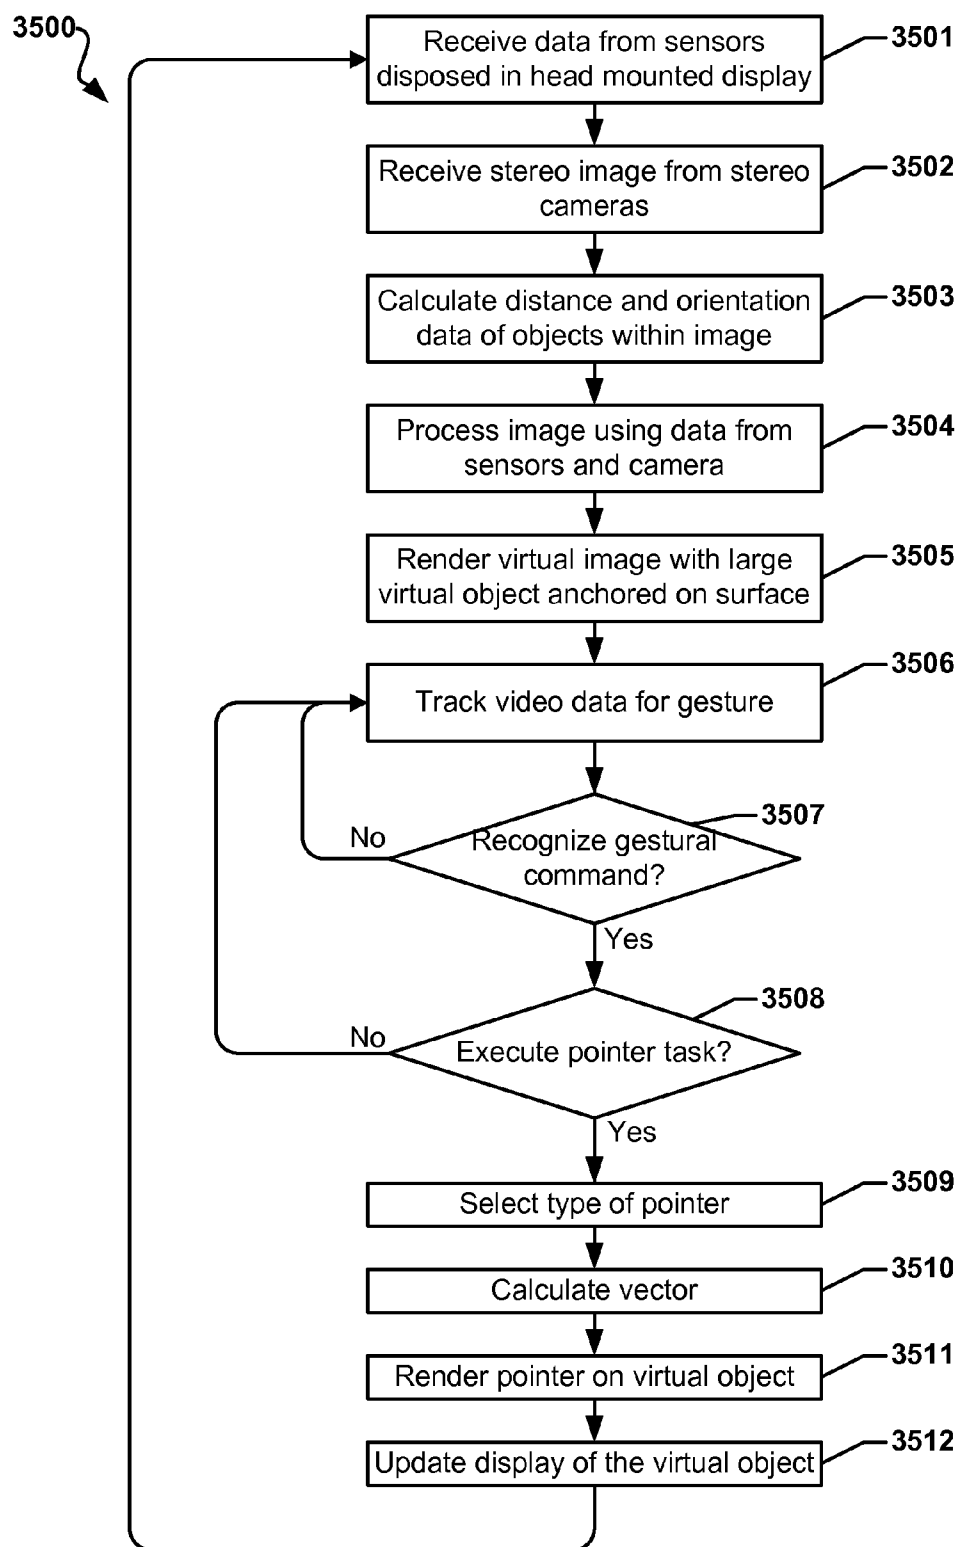 3500
Receive data from sensors
disposed in head mounted display
3501
Receive stereo image from stereo
cameras
3502
Calculate distance and orientation
data of objects within image
3503
Process image using data from
sensors and camera
3504
Render virtual image with large
virtual object anchored on surface
3505
Track video data for gesture
3506
Recognize gestural
command?
3507
No
Yes
Execute pointer task?
3508
No
Yes
Select type of pointer
3509
Calculate vector
3510
Render pointer on virtual object
3511
Update display of the virtual object
3512